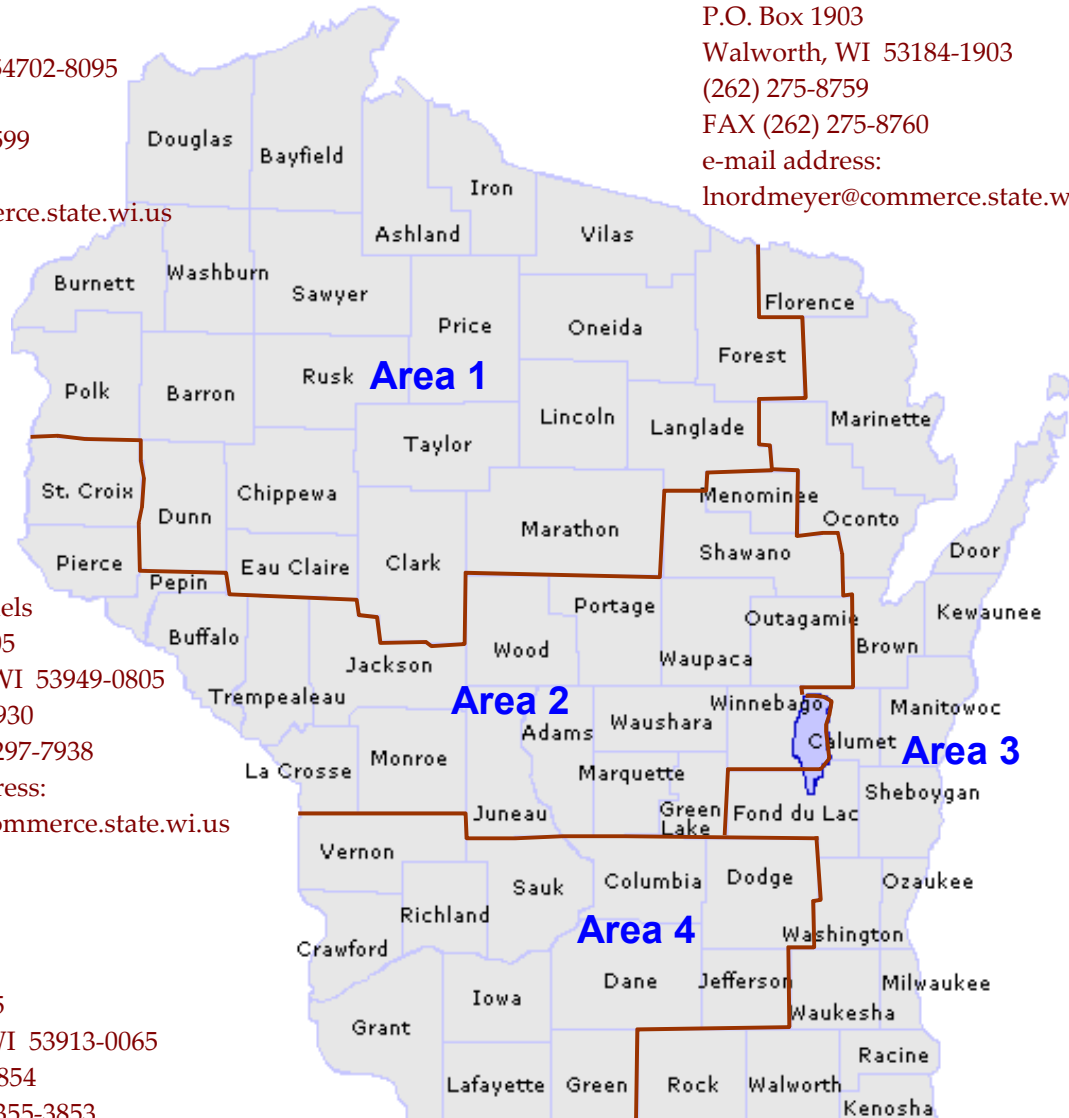 P.O. Box 1903
Walworth, WI 53184-1903
(262) 275-8759
FAX (262) 275-8760
e-mail address:
54702-8095
599
erce.state.wi.us
Douglas
Bayfield
Iron
Ashland
Vilas
Burnett
Washburn
Sawyer
Price
Oneida
Florence
Forest
Polk
Barron
Rusk
Area 1
Lincoln
Langlade
Marinette
Taylor
St. Croix
Dunn
Chippewa
Marathon
Menominee
Oconto
Pierce
Pepin
Eau Claire
Clark
Shawano
Door
els
05
WI 53949-0805
930
297-7938
ress:
ommerce.state.wi.us
Buffalo
Jackson
Wood
Portage
Waupaca
Outagamie
Brown
Kewaunee
Trempealeau
Area 2
Adams
Waushara
Winnebago
Calumet
Manitowoc
Area 3
La Crosse
Monroe
Juneau
Marquette
Green
Lake
Fond du Lac
Sheboygan
Vernon
Richland
Sauk
Columbia
Dodge
Ozaukee
Crawford
Area 4
Washington
5
WI 53913-0065
854
355-3853
Grant
Iowa
Dane
Jefferson
Waukesha
Milwaukee
Lafayette
Green
Rock
Walworth
Racine
Kenosha
lnordmeyer@commerce.state.w